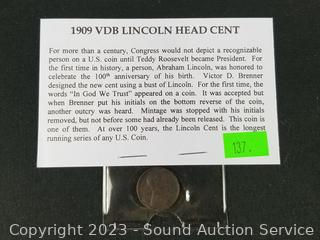 1909 VDB LINCOLN HEAD CENT
For more than a century, Congress would not depict a recognizable
person on a U.S. coin until Teddy Roosevelt became President. For
the first time in history, a person, Abraham Lincoln, was honored to
celebrate the 100th anniversary of his birth. Victor D. Brenner
designed the new cent using a bust of Lincoln. For the first time, the
words "In God We Trust" appeared on a coin. It was accepted but
when Brenner put his initials on the bottom reverse of the coin,
another outcry was heard. Mintage was stopped with his initials
removed, but not before some had already been released. This coin is
one of them. At over 100 years, the Lincoln Cent is the longest
running series of any U.S. Coin.
137.
Copyright 2023 - Sound Auction Service